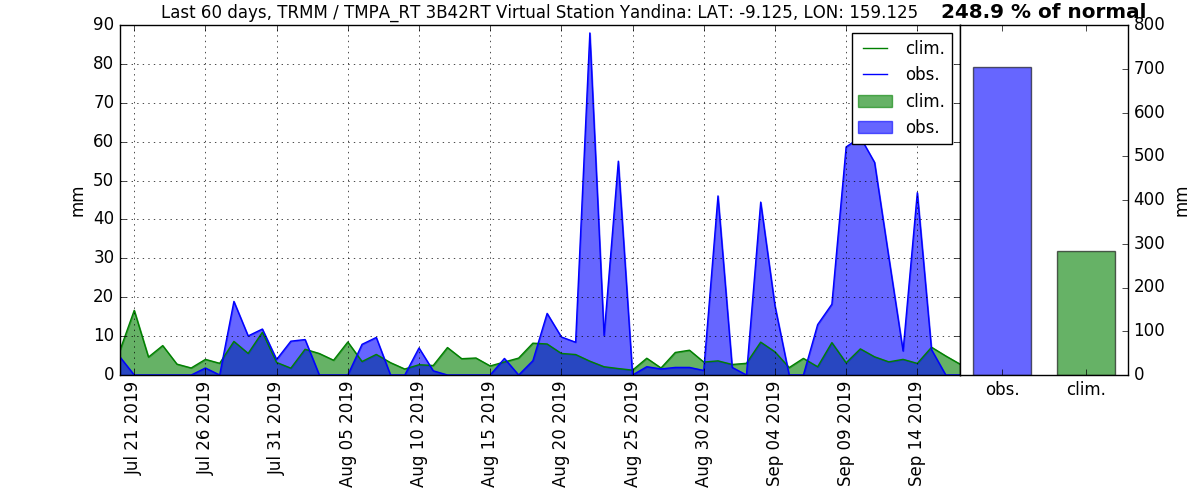 Last 60 days, TRMM / TMPA_RT 3B42RT Virtual Station Yandina: LAT: -9.125, LON: 159.125
248.9 % of normal
90
80
70
60
50
40
30
20
10
0
mm
clim.
obs.
clim.
obs.
800
700
600
500
400
300
200
100
0
mm
Jul 21 2019
Jul 26 2019
Jul 31 2019
Aug 05 2019
Aug 10 2019
Aug 15 2019
Aug 20 2019
Aug 25 2019
Aug 30 2019
Sep 04 2019
Sep 09 2019
Sep 14 2019
obs.
clim.